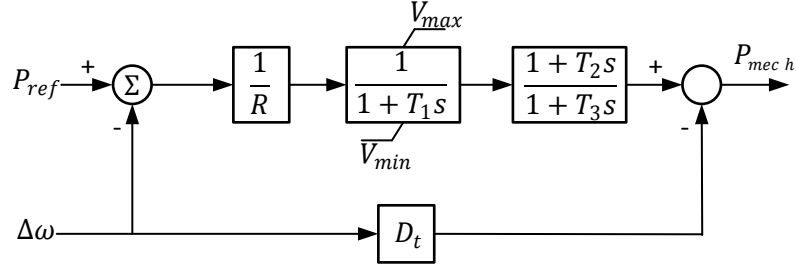 V_max
P_ref + Σ 1/R 1/(1 + T_1 s) (1 + T_2 s)/(1 + T_3 s) + P_mec h
- V_min -
Δω D_t